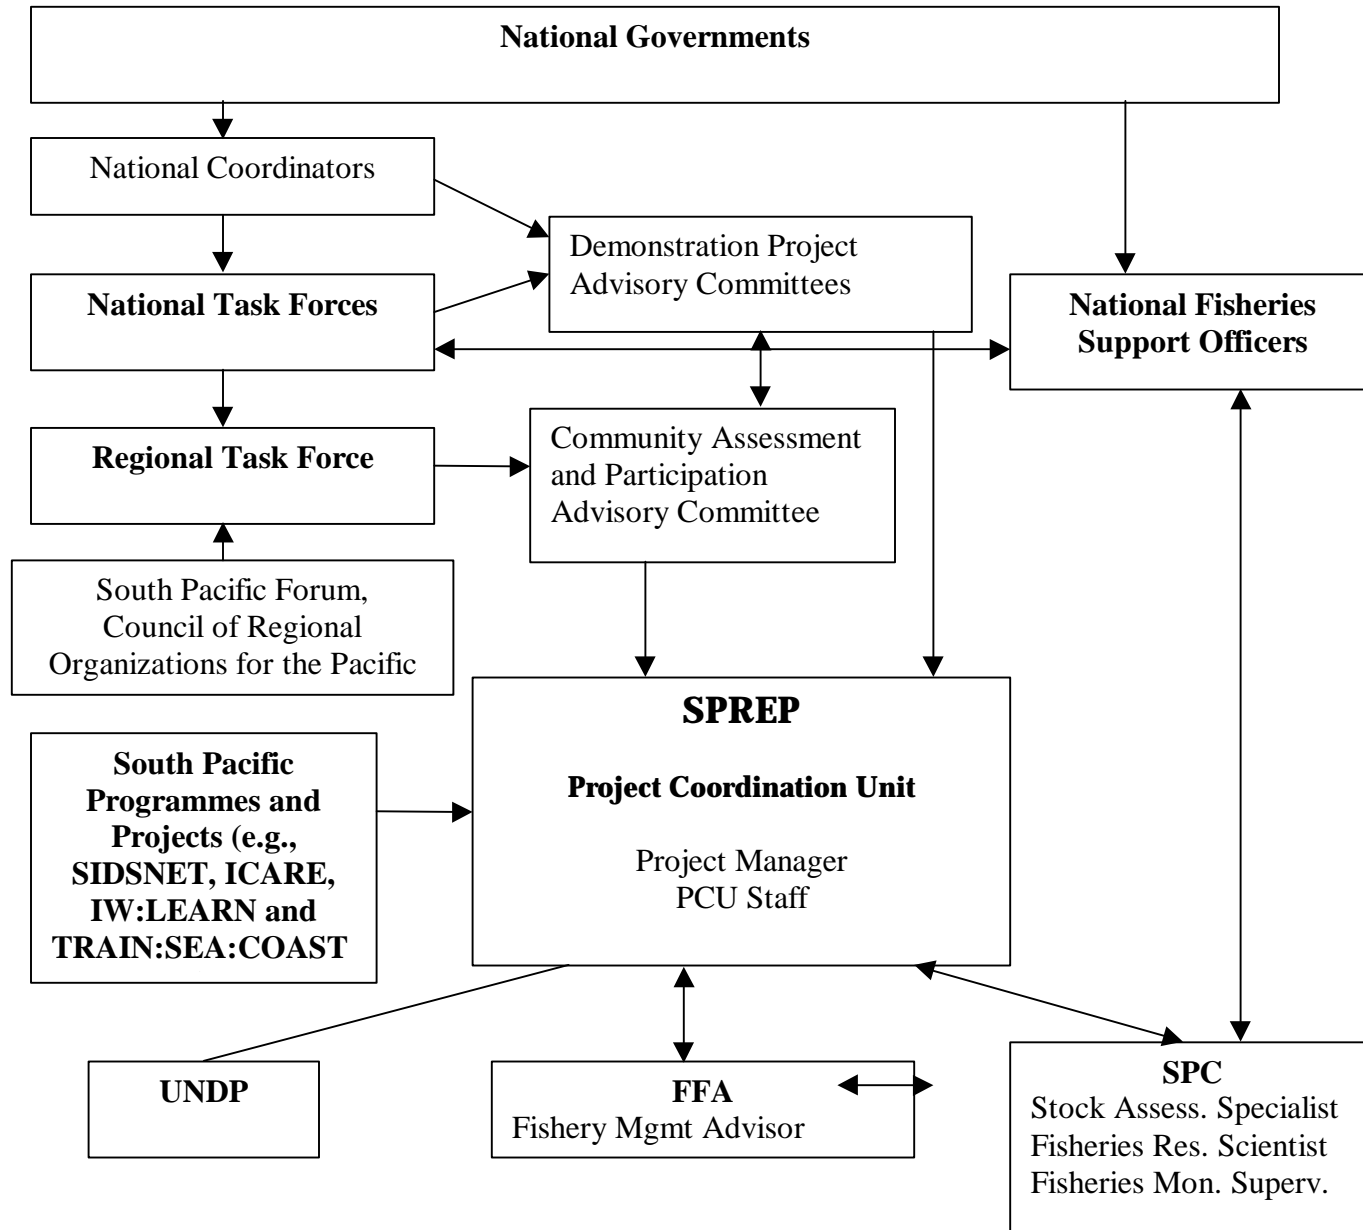 National Governments
National Coordinators
Demonstration Project
Advisory Committees
National Task Forces
National Fisheries
Support Officers
Regional Task Force
Community Assessment
and Participation
Advisory Committee
South Pacific Forum,
Council of Regional
Organizations for the Pacific
SPREP
Project Coordination Unit
Project Manager
PCU Staff
South Pacific
Programmes and
Projects (e.g.,
SIDSNET, ICARE,
IW:LEARN and
TRAIN:SEA:COAST
UNDP
FFA
Fishery Mgmt Advisor
SPC
Stock Assess. Specialist
Fisheries Res. Scientist
Fisheries Mon. Superv.